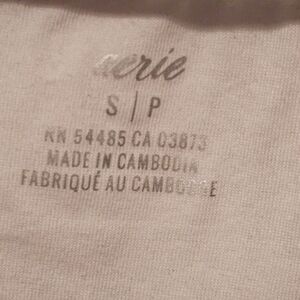 aerie
S | P
RN 54485 CA 03873
MADE IN CAMBODIA
FABRIQUÉ AU CAMBODGE